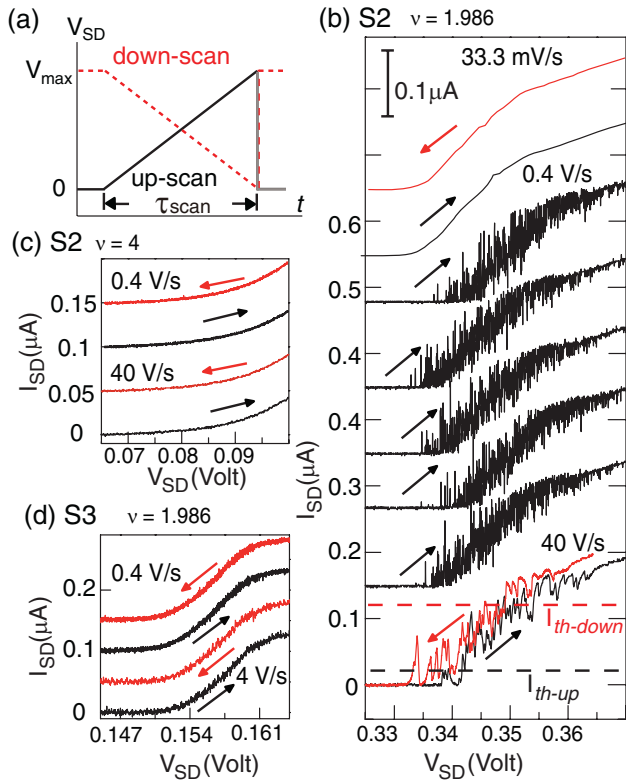 (a)
V_SD
V_max
down-scan
up-scan
0
τ_scan
t
(b) S2
ν = 1.986
33.3 mV/s
0.1μA
0.4 V/s
0.6
0.5
0.4
0.4
0.3
0.2
0.1
0
40 V/s
I_th-down
I_th-up
I_SD(μA)
0.33
0.34
0.35
0.36
V_SD(Volt)
(c) S2 ν = 4
0.4 V/s
40 V/s
0.15
0.1
0.05
0
I_SD(μA)
0.07
0.08
0.09
V_SD(Volt)
(d) S3 ν = 1.986
0.4 V/s
4 V/s
0.2
0.1
0
I_SD(μA)
0.147
0.154
0.161
V_SD(Volt)